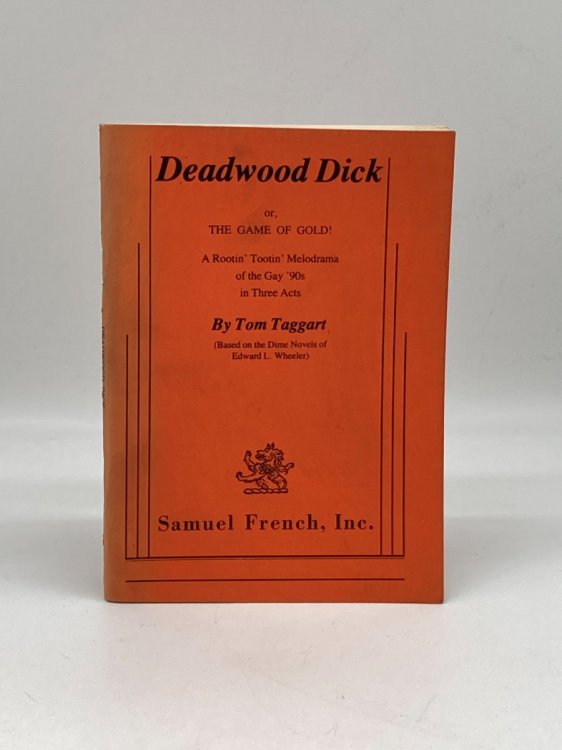 Deadwood Dick
or,
THE GAME OF GOLD!
A Rootin' Tootin' Melodrama
of the Gay '90s
in Three Acts
By Tom Taggart
(Based on the Dime Novels of
Edward L. Wheeler)
Samuel French, Inc.